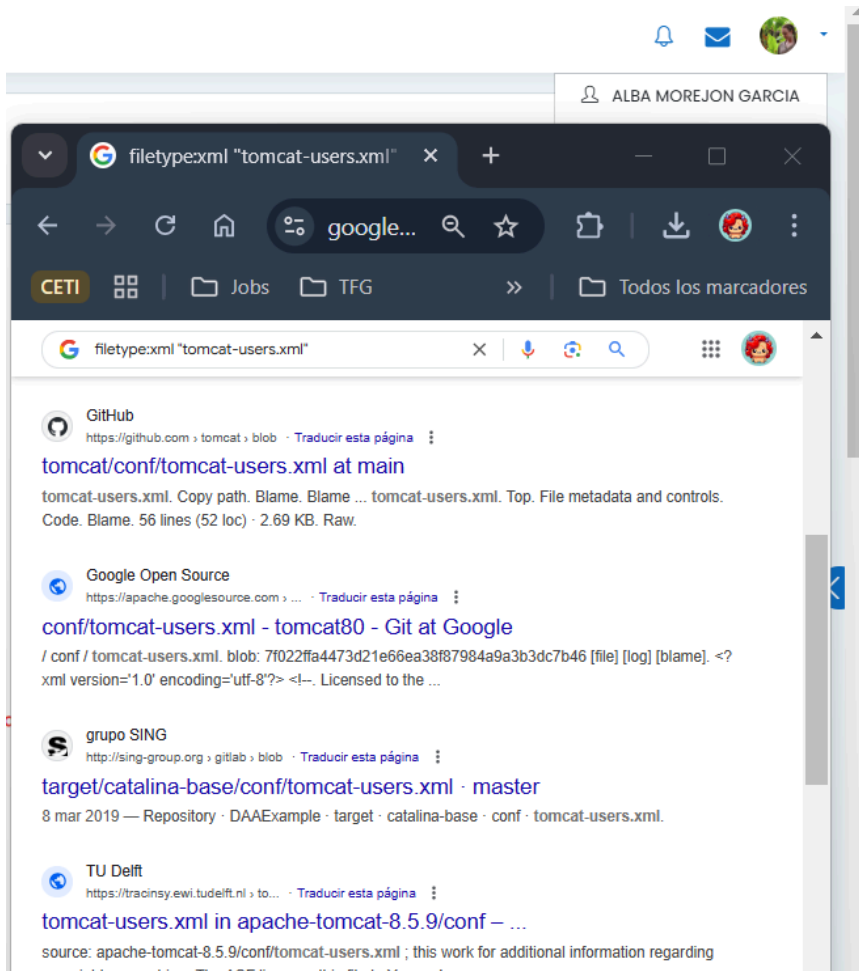 ALBA MOREJON GARCIA
filetype:xml "tomcat-users.xml"
google...
CETI
Jobs
TFG
»
Todos los marcadores
filetype:xml "tomcat-users.xml"
GitHub
https://github.com › tomcat › blob · Traducir esta página
tomcat/conf/tomcat-users.xml at main
tomcat-users.xml. Copy path. Blame. Blame ... tomcat-users.xml. Top. File metadata and controls.
Code. Blame. 56 lines (52 loc) · 2.69 KB. Raw.
Google Open Source
https://apache.googlesource.com › ... · Traducir esta página
conf/tomcat-users.xml - tomcat80 - Git at Google
/ conf / tomcat-users.xml. blob: 7f022ffa4473d21e66ea38f87984a9a3b3dc7b46 [file] [log] [blame]. <?
xml version='1.0' encoding='utf-8'?> <!--. Licensed to the ...
grupo SING
http://sing-group.org › gitlab › blob · Traducir esta página
target/catalina-base/conf/tomcat-users.xml · master
8 mar 2019 — Repository · DAAExample · target · catalina-base · conf · tomcat-users.xml.
TU Delft
https://tracinsy.ewi.tudelft.nl › to... · Traducir esta página
tomcat-users.xml in apache-tomcat-8.5.9/conf – ...
source: apache-tomcat-8.5.9/conf/tomcat-users.xml ; this work for additional information regarding